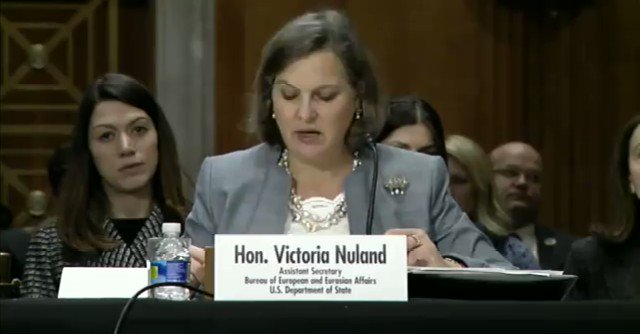 Hon. Victoria Nuland
Assistant Secretary
Bureau of European and Eurasian Affairs
U.S. Department of State